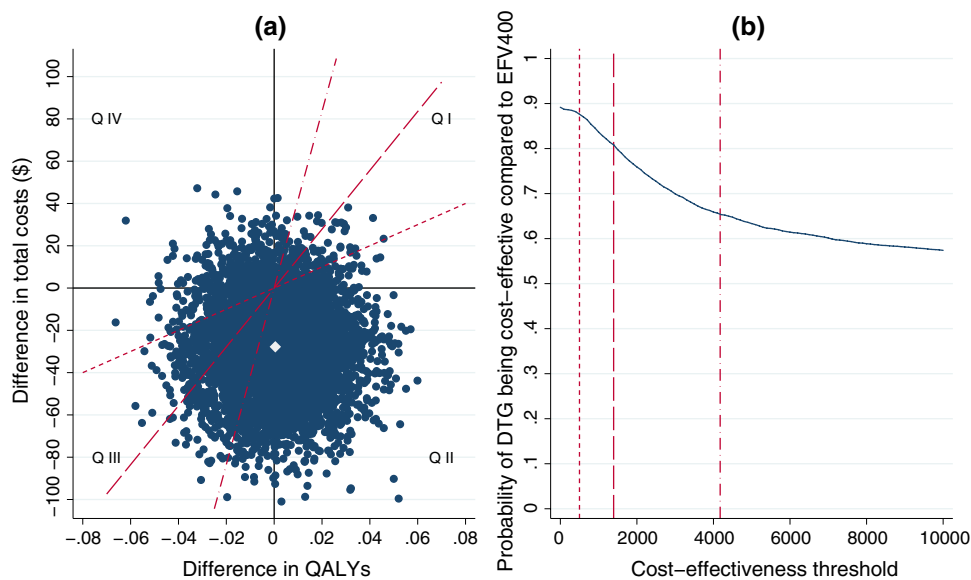 (a)
Difference in total costs ($)
100
80
60
40
20
0
−20
−40
−60
−80
−100
Q IV
Q I
Q III
Q II
−.08 −.06 −.04 −.02 0 .02 .04 .06 .08
Difference in QALYs
(b)
Probability of DTG being cost−effective compared to EFV400
1
.9
.8
.7
.6
.5
.4
.3
.2
.1
0
0 2000 4000 6000 8000 10000
Cost−effectiveness threshold